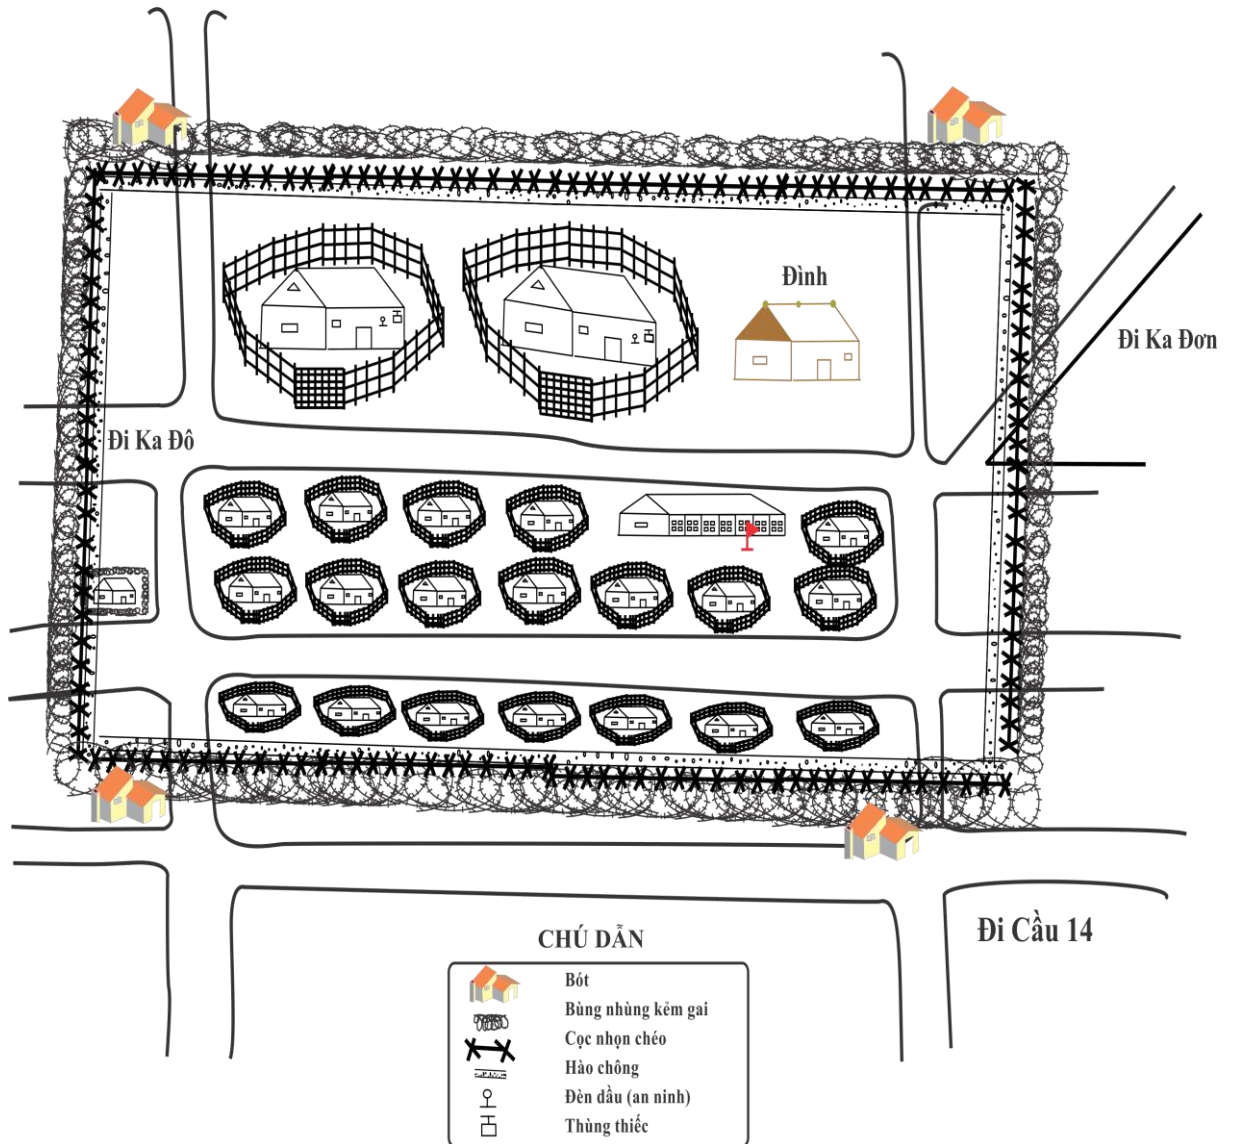 Đình
Đi Ka Đơn
Đi Ka Đô
Đi Cầu 14
CHÚ DẪN
Bót
Bùng nhùng kẻm gai
Cọc nhọn chéo
Hào chông
Đèn dầu (an ninh)
Thùng thiếc